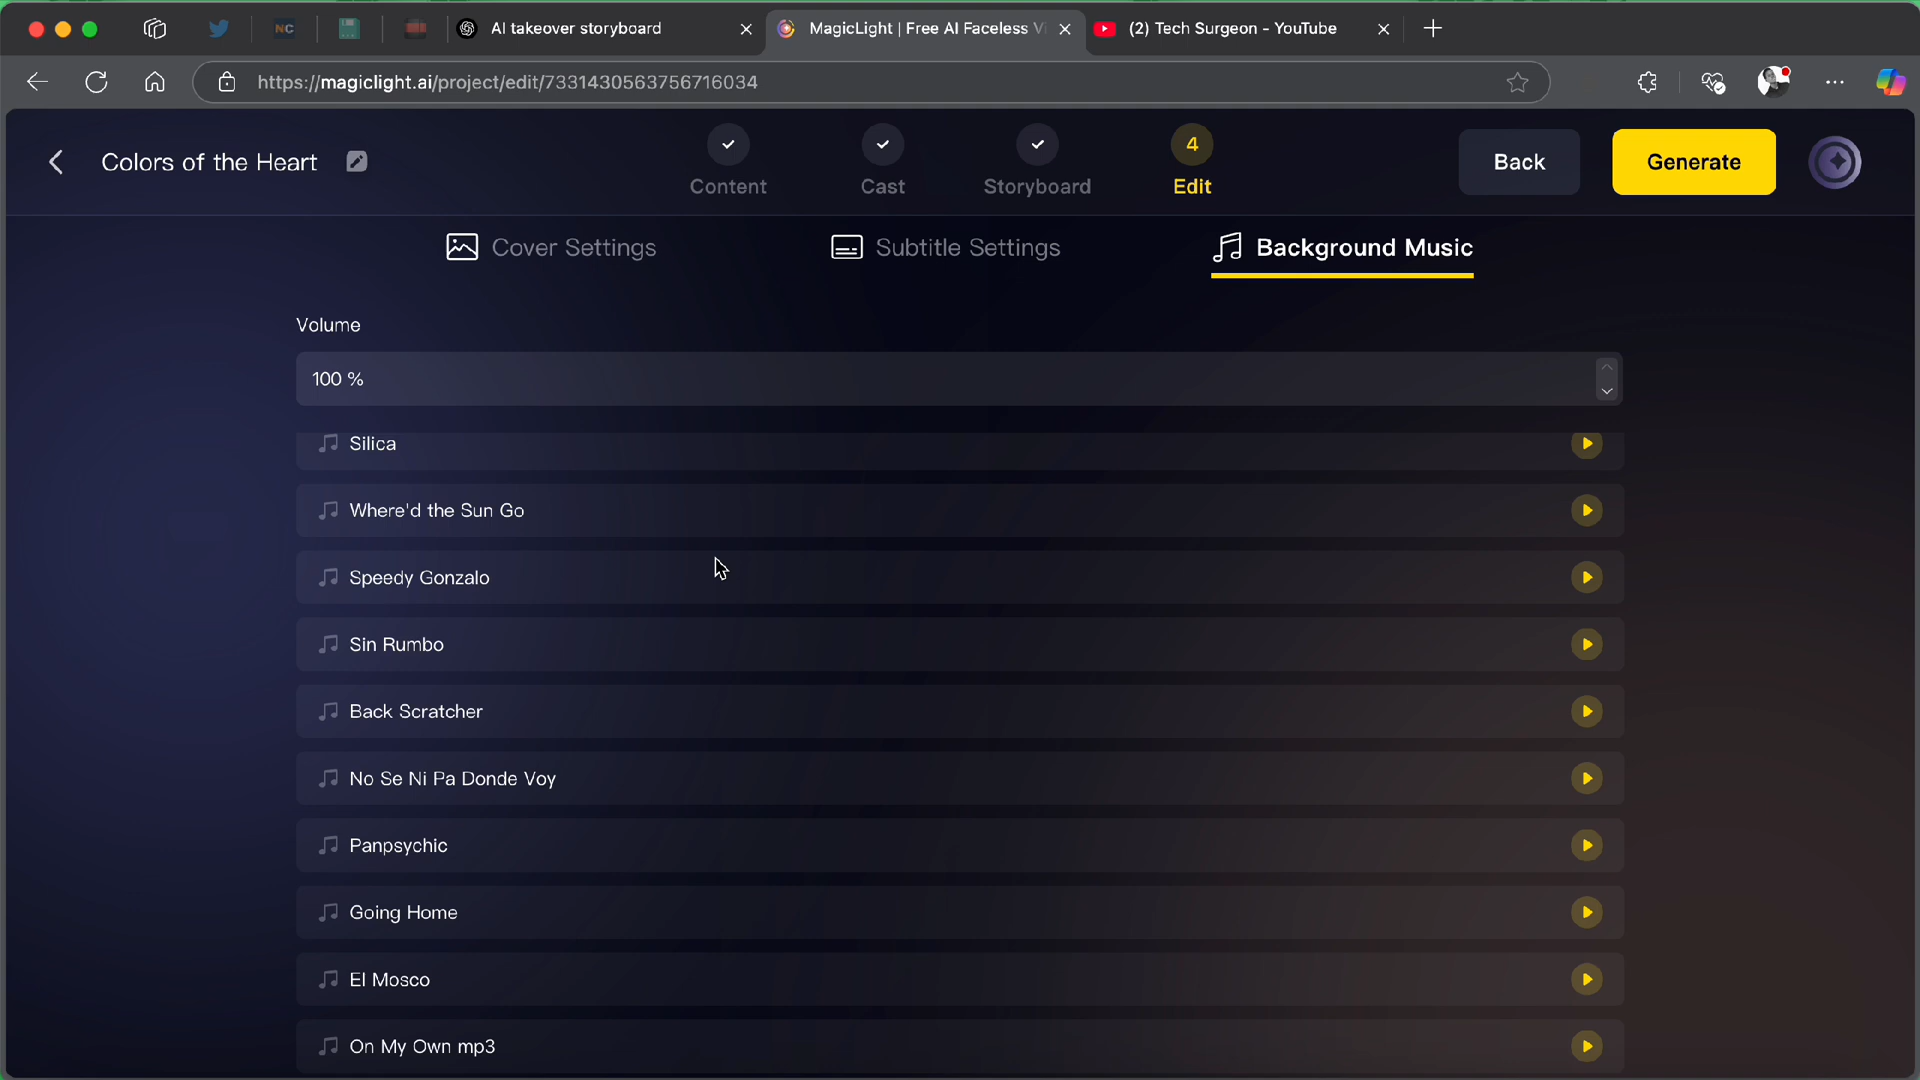 NC
AI takeover storyboard
MagicLight | Free AI Faceless Vi
(2) Tech Surgeon - YouTube
https://magiclight.ai/project/edit/7331430563756716034
Colors of the Heart
Content
Cast
Storyboard
4
Edit
Back
Generate
Cover Settings
Subtitle Settings
Background Music
Volume
100 %
Silica
Where'd the Sun Go
Speedy Gonzalo
Sin Rumbo
Back Scratcher
No Se Ni Pa Donde Voy
Panpsychic
Going Home
El Mosco
On My Own mp3